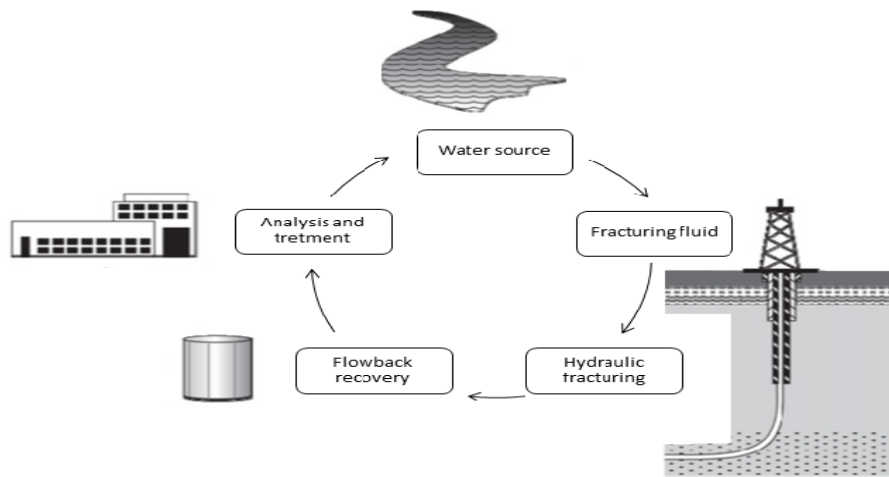 Water source
Fracturing fluid
Hydraulic
fracturing
Flowback
recovery
Analysis and
tretment